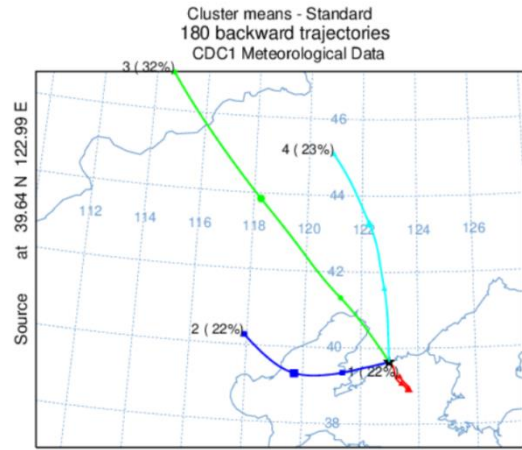 Cluster means - Standard
180 backward trajectories
CDC1 Meteorological Data
Source at 39.64 N 122.99 E
3 ( 32%)
46
4 ( 23%)
44
112 114 116 118 120 122 124 126
42
2 ( 22%)
40
1 ( 22%)
38